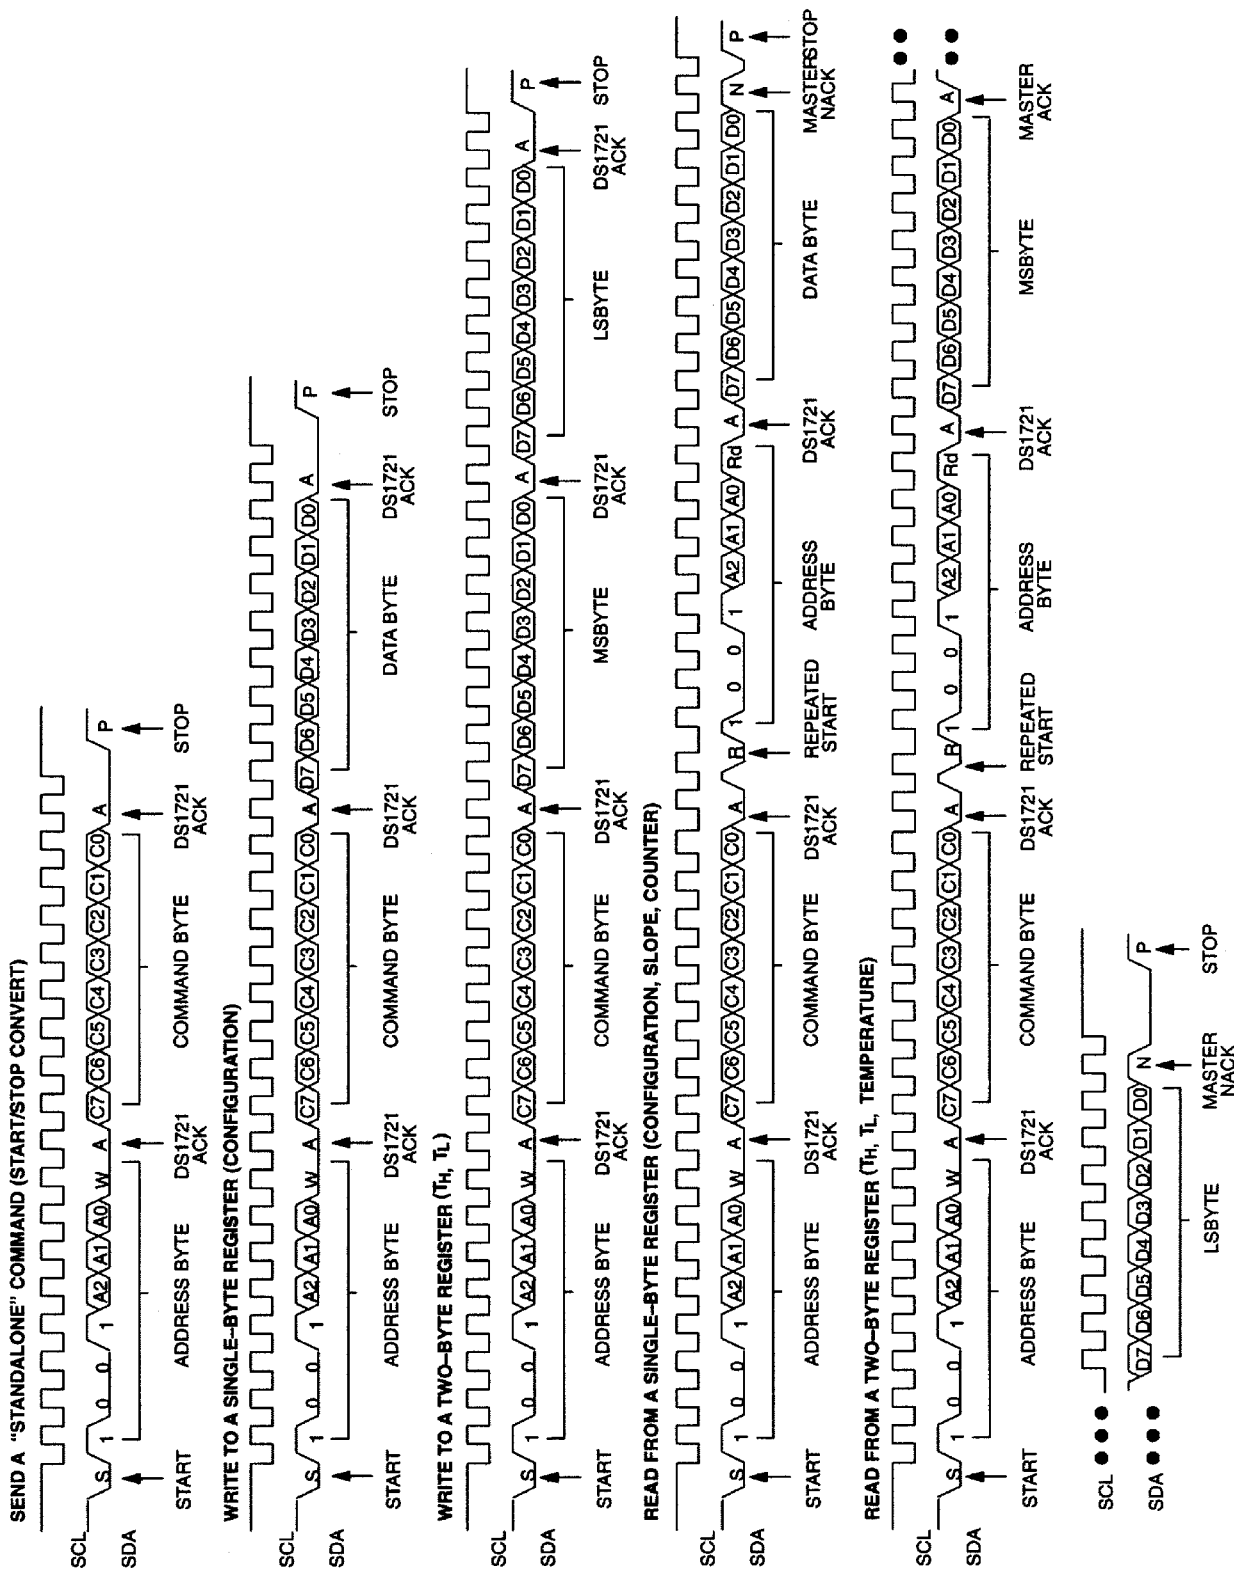 SEND A "STANDALONE" COMMAND (START/STOP CONVERT)
SCL
SDA
S 1 0 0 1 A2 A1 A0 W A C7 C6 C5 C4 C3 C2 C1 C0 A P
START ADDRESS BYTE DS1721 ACK COMMAND BYTE DS1721 ACK STOP
WRITE TO A SINGLE–BYTE REGISTER (CONFIGURATION)
SCL
SDA
S 1 0 0 1 A2 A1 A0 W A C7 C6 C5 C4 C3 C2 C1 C0 A D7 D6 D5 D4 D3 D2 D1 D0 A P
START ADDRESS BYTE DS1721 ACK COMMAND BYTE DS1721 ACK DATA BYTE DS1721 ACK STOP
WRITE TO A TWO–BYTE REGISTER (TH, TL)
SCL
SDA
S 1 0 0 1 A2 A1 A0 W A C7 C6 C5 C4 C3 C2 C1 C0 A D7 D6 D5 D4 D3 D2 D1 D0 A D7 D6 D5 D4 D3 D2 D1 D0 A P
START ADDRESS BYTE DS1721 ACK COMMAND BYTE DS1721 ACK MSBYTE DS1721 ACK LSBYTE DS1721 ACK STOP
READ FROM A SINGLE–BYTE REGISTER (CONFIGURATION, SLOPE, COUNTER)
SCL
SDA
S 1 0 0 1 A2 A1 A0 W A C7 C6 C5 C4 C3 C2 C1 C0 A R 1 0 0 1 A2 A1 A0 Rd A D7 D6 D5 D4 D3 D2 D1 D0 N P
START ADDRESS BYTE DS1721 ACK COMMAND BYTE DS1721 ACK REPEATED START ADDRESS BYTE DS1721 ACK DATA BYTE MASTER NACK STOP
READ FROM A TWO–BYTE REGISTER (TH, TL, TEMPERATURE)
SCL
SDA
S 1 0 0 1 A2 A1 A0 W A C7 C6 C5 C4 C3 C2 C1 C0 A R 1 0 0 1 A2 A1 A0 Rd A D7 D6 D5 D4 D3 D2 D1 D0 A
START ADDRESS BYTE DS1721 ACK COMMAND BYTE DS1721 ACK REPEATED START ADDRESS BYTE DS1721 ACK MSBYTE MASTER ACK
SCL
SDA
D7 D6 D5 D4 D3 D2 D1 D0 N P
LSBYTE MASTER NACK STOP